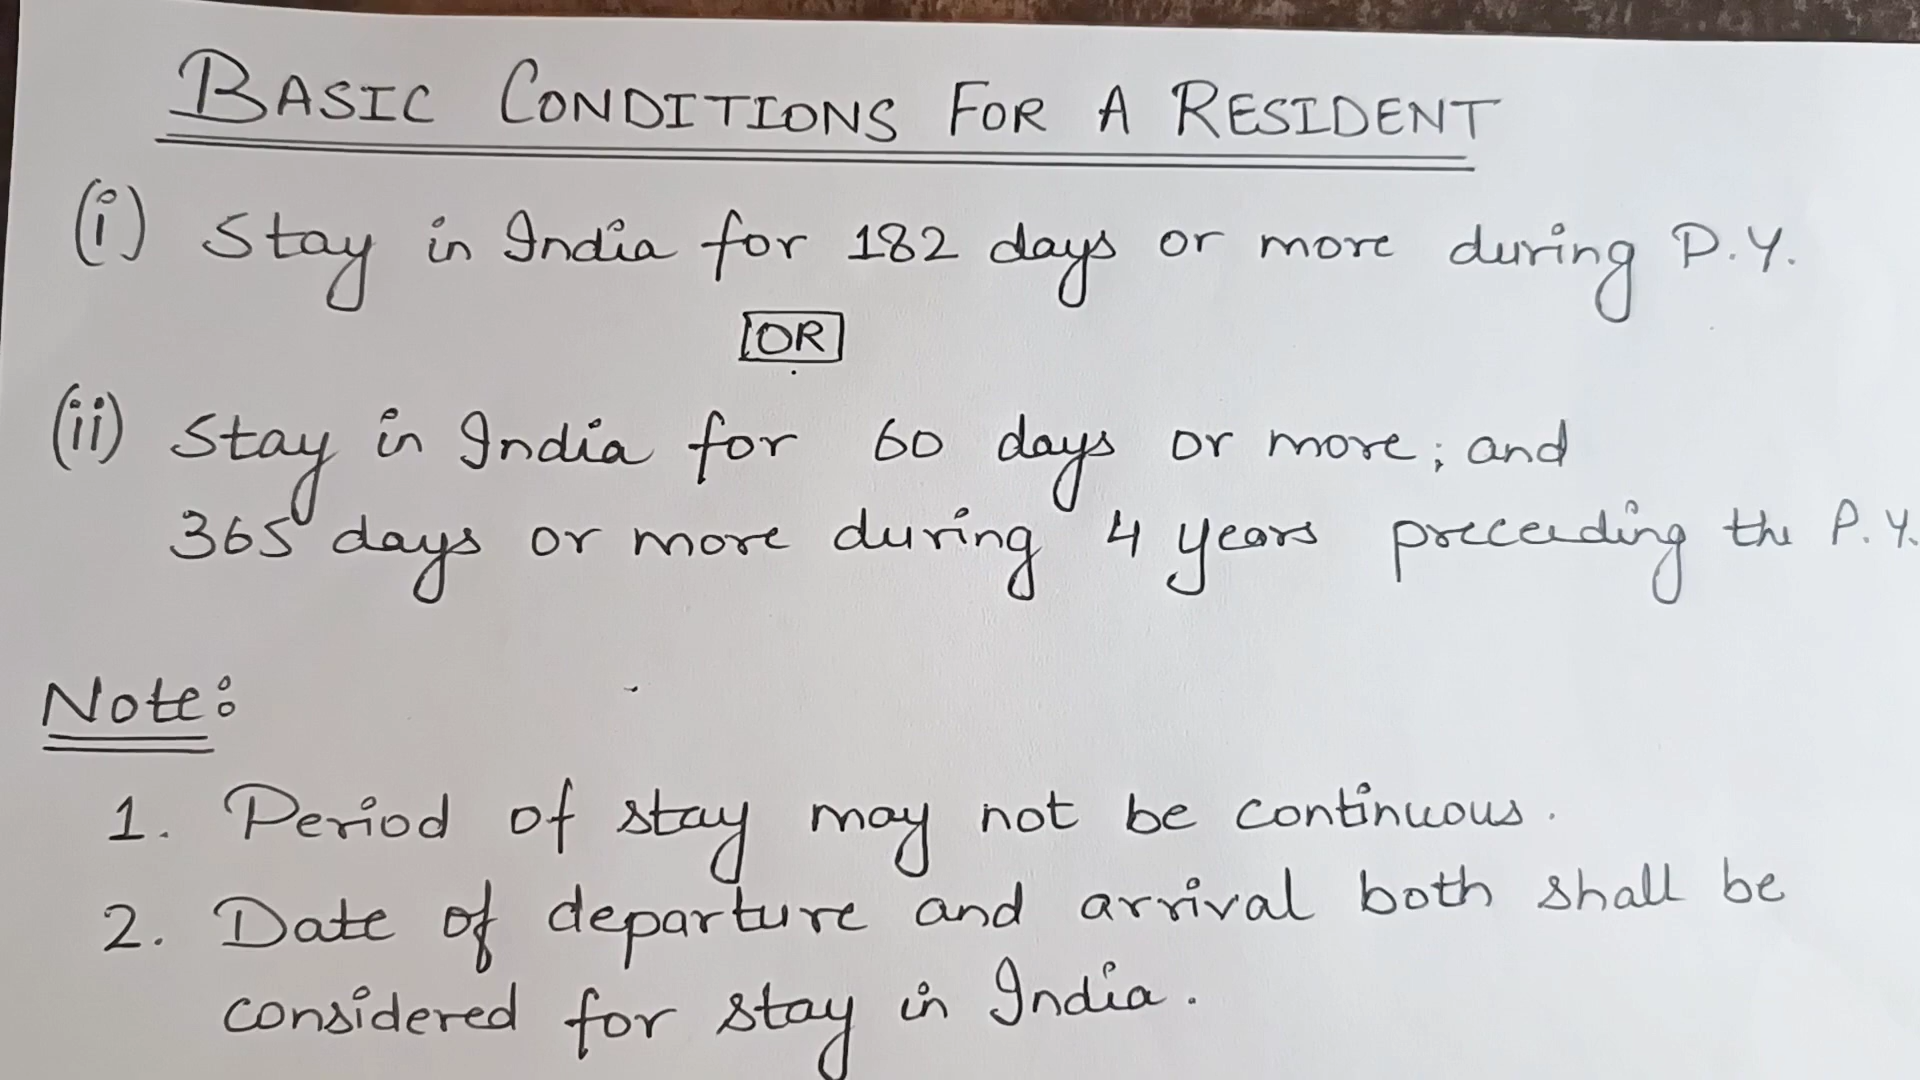 BASIC CONDITIONS FOR A RESIDENT
(i) Stay in India for 182 days or more during P.Y.
OR
(ii) Stay in India for 60 days or more; and
365 days or more during 4 years preceeding the P.Y.
Note:
1. Period of stay may not be continuous.
2. Date of departure and arrival both shall be
considered for stay in India.